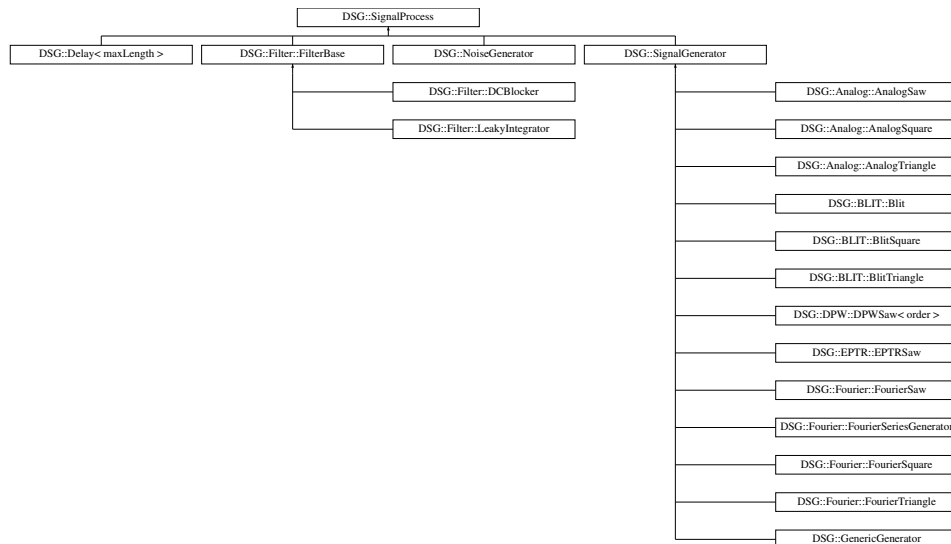 DSG::SignalProcess
DSG::Delay< maxLength >
DSG::Filter::FilterBase
DSG::NoiseGenerator
DSG::SignalGenerator
DSG::Filter::DCBlocker
DSG::Analog::AnalogSaw
DSG::Filter::LeakyIntegrator
DSG::Analog::AnalogSquare
DSG::Analog::AnalogTriangle
DSG::BLIT::Blit
DSG::BLIT::BlitSquare
DSG::BLIT::BlitTriangle
DSG::DPW::DPWSaw< order >
DSG::EPTR::EPTRSaw
DSG::Fourier::FourierSaw
DSG::Fourier::FourierSeriesGenerator
DSG::Fourier::FourierSquare
DSG::Fourier::FourierTriangle
DSG::GenericGenerator